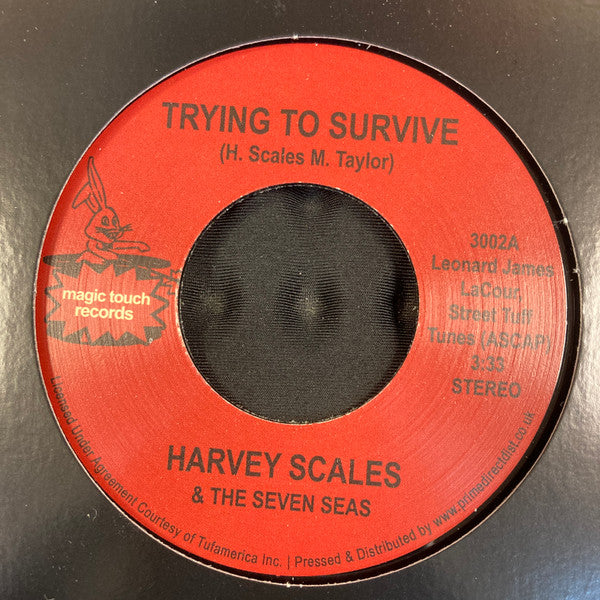 TRYING TO SURVIVE
(H. Scales M. Taylor)
magic touch
records
3002A
Leonard James
LaCour,
Street Tuff
Tunes (ASCAP)
3:33
STEREO
HARVEY SCALES
& THE SEVEN SEAS
Licensed Under Agreement Courtesy of Tufamerica Inc. | Pressed & Distributed by www.primedirectdist.co.uk